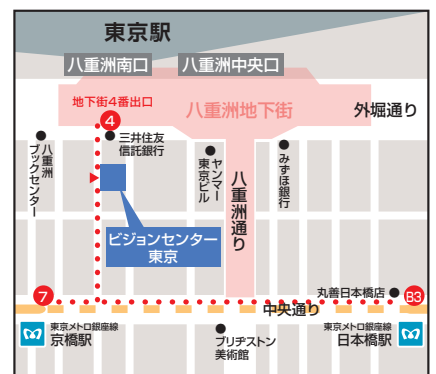 東京駅
八重洲南口
八重洲中央口
地下街4番出口
4
八重洲地下街
外堀通り
三井住友
信託銀行
八重洲
ブックセンター
ヤンマー
東京ビル
八重洲通り
みずほ銀行
ビジョンセンター
東京
7
丸善日本橋店
B3
中央通り
東京メトロ銀座線
京橋駅
ブリヂストン
美術館
東京メトロ銀座線
日本橋駅